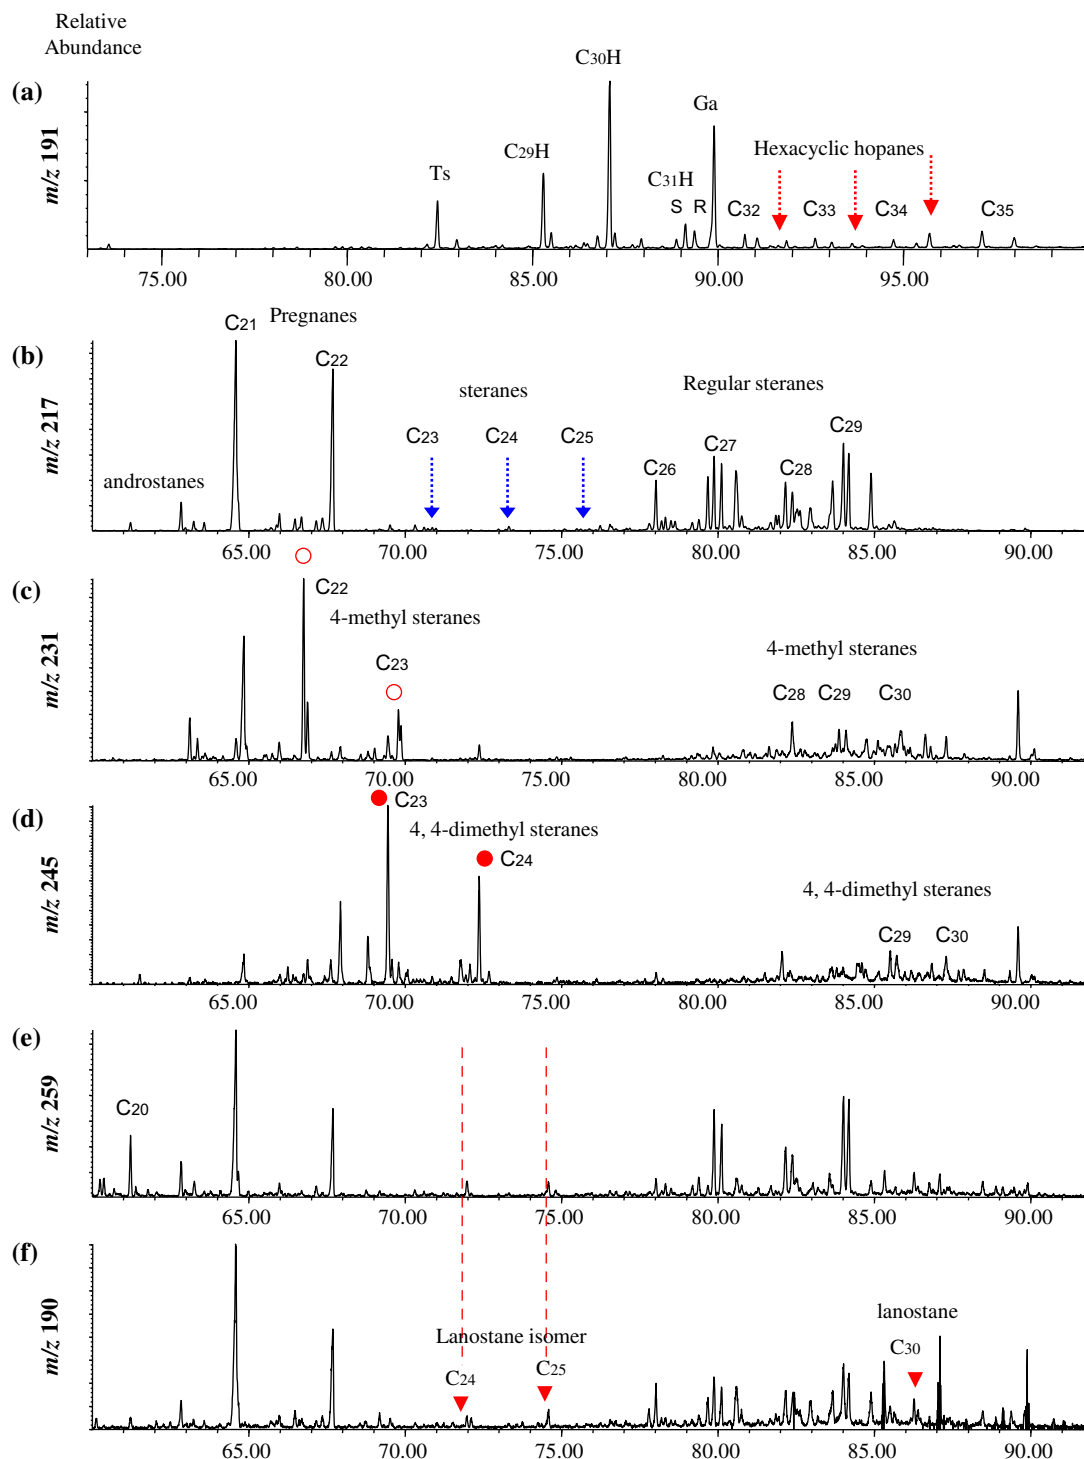 Relative
Abundance
(a)
m/z 191
C30H
Ga
Ts
C29H
C31H
S R
Hexacyclic hopanes
C32 C33 C34 C35
75.00 80.00 85.00 90.00 95.00
(b)
m/z 217
C21
Pregnanes
C22
androstanes
steranes
C23 C24 C25
Regular steranes
C26 C27 C28 C29
65.00 70.00 75.00 80.00 85.00 90.00
(c)
m/z 231
C22
4-methyl steranes
C23
4-methyl steranes
C28 C29 C30
65.00 70.00 75.00 80.00 85.00 90.00
(d)
m/z 245
C23
4, 4-dimethyl steranes
C24
4, 4-dimethyl steranes
C29 C30
65.00 70.00 75.00 80.00 85.00 90.00
(e)
m/z 259
C20
65.00 70.00 75.00 80.00 85.00 90.00
(f)
m/z 190
Lanostane isomer
C24 C25
lanostane
C30
65.00 70.00 75.00 80.00 85.00 90.00